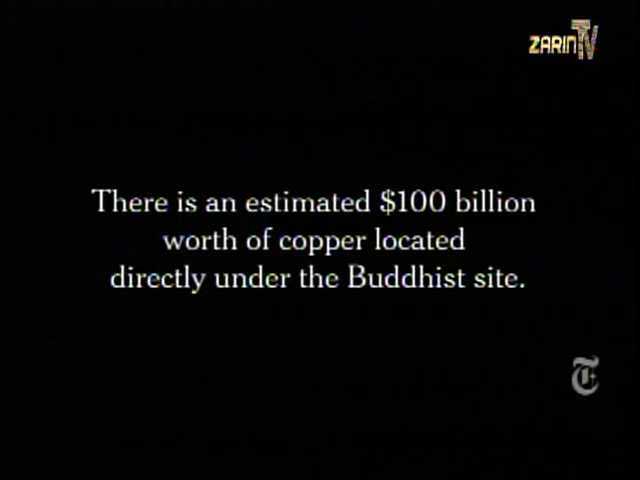 ZARIN TV
There is an estimated $100 billion
worth of copper located
directly under the Buddhist site.
T